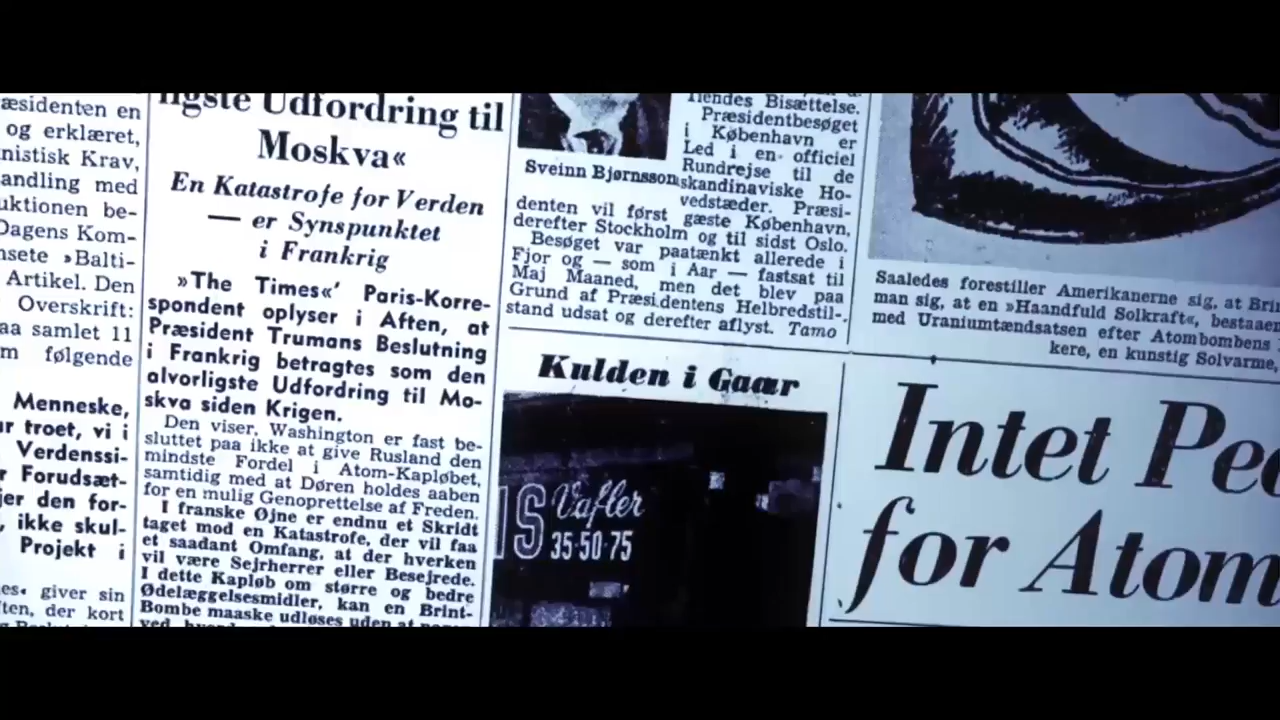 æsidenten en
og erklæret,
nistisk Krav,
andling med
uktionen be-
Dagens Kom-
nsete »Balti-
Artikel. Den
Overskrift:
aa samlet 11
m følgende
Menneske,
ar troet, vi i
Verdenssi-
r Forudsæt-
jer den for-
, ikke skul-
Projekt i
es« giver sin
ten, der kort
ngste Udfordring til
Moskva«
En Katastrofe for Verden
— er Synspunktet
i Frankrig
»The Times«' Paris-Korre-
spondent oplyser i Aften, at
Præsident Trumans Beslutning
i Frankrig betragtes som den
alvorligste Udfordring til Mo-
skva siden Krigen.
Den viser, Washington er fast be-
sluttet paa ikke at give Rusland den
mindste Fordel i Atom-Kapløbet,
samtidig med at Døren holdes aaben
for en mulig Genoprettelse af Freden.
I franske Øjne er endnu et Skridt
taget mod en Katastrofe, der vil faa
et saadant Omfang, at der hverken
vil være Sejrherrer eller Besejrede.
I dette Kapløb om større og bedre
Ødelæggelsesmidler, kan en Brint-
Bombe maaske udløses uden at
Sveinn Bjørnsson
riendes Bisættelse.
Præsidentbesøget
i København er
Led i en officiel
Rundrejse til de
skandinaviske Ho-
vedstæder. Præsi-
denten vil først gæste København,
derefter Stockholm og til sidst Oslo.
Besøget var paatænkt allerede i
Fjor og — som i Aar — fastsat til
Maj Maaned, men det blev paa
Grund af Præsidentens Helbredstil-
stand udsat og derefter aflyst. Tamo
Kulden i Gaar
IS Vafler
35-50-75
Saaledes forestiller Amerikanerne sig, at Bri
man sig, at en »Haandfuld Solkraft«, bestaaen
med Uraniumtændsatsen efter Atombombens
kere, en kunstig Solvarme,
Intet Pe
for Atom